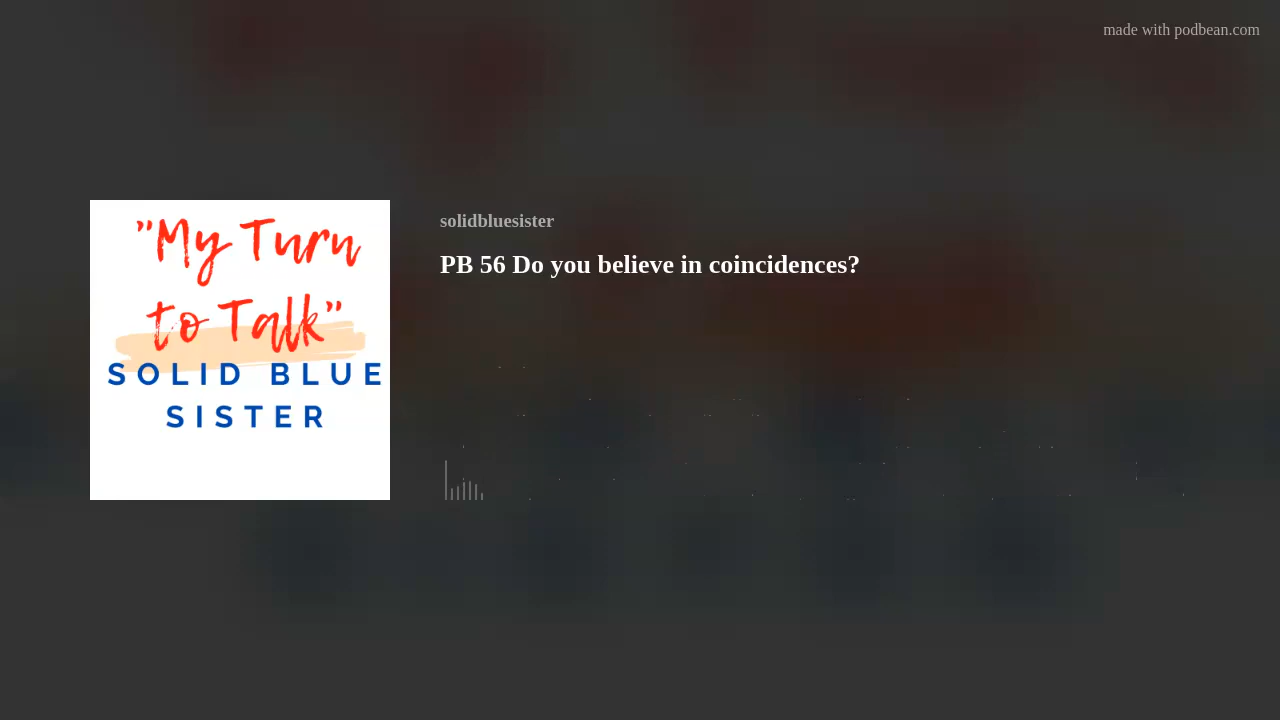 made with podbean.com
"My Turn
to Talk"
SOLID BLUE
SISTER
solidbluesister
PB 56 Do you believe in coincidences?